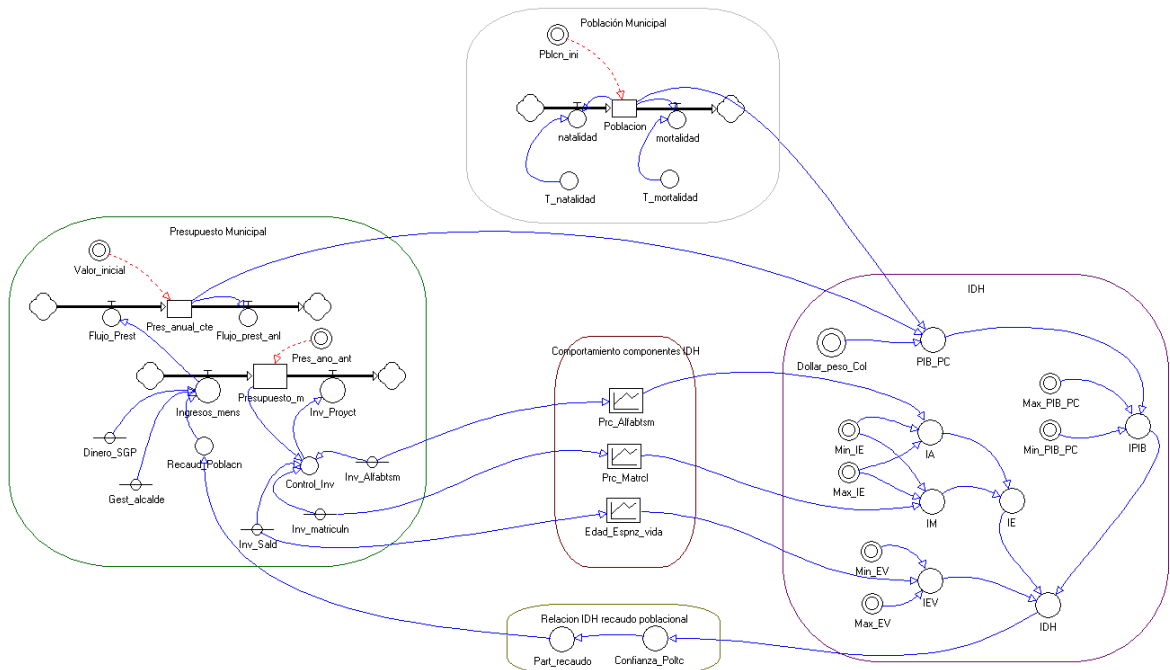 Población Municipal
Pblcn_ini
Poblacion
natalidad
mortalidad
T_natalidad
T_mortalidad
Presupuesto Municipal
Valor_inicial
Flujo_Prest
Pres_anual_cte
Flujo_prest_anl
Pres_ano_ant
Ingresos_mens
Presupuesto_m
Inv_Proyct
Dinero_SGP
Recaud_Poblacn
Gest_alcalde
Control_Inv
Inv_Alfabtsm
Inv_matriculn
Inv_Sald
Comportamiento componentes IDH
Prc_Alfabtsm
Prc_Matrcl
Edad_Espnz_vida
IDH
Dollar_peso_Col
PIB_PC
Max_PIB_PC
Min_PIB_PC
IPIB
Min_IE
IA
Max_IE
IM
IE
Min_EV
IEV
Max_EV
IDH
Relacion IDH recaudo poblacional
Part_recaudo
Confianza_Poltc